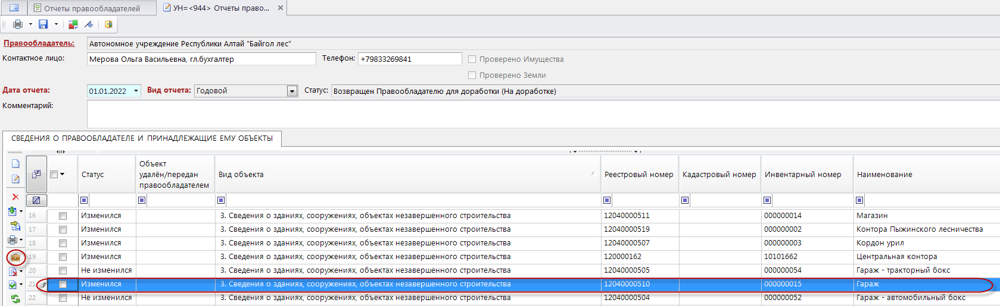 Отчеты правообладателей
УН=<944> Отчеты право...
Правообладатель: Автономное учреждение Республики Алтай "Байгол лес"
Контактное лицо: Мерова Ольга Васильевна, гл.бухгалтер Телефон: +79833269841 Проверено Имущества
Проверено Земли
Дата отчета: 01.01.2022 Вид отчета: Годовой Статус: Возвращен Правообладателю для доработки (На доработке)
Комментарий:
СВЕДЕНИЯ О ПРАВООБЛАДАТЕЛЕ И ПРИНАДЛЕЖАЩИЕ ЕМУ ОБЪЕКТЫ
Статус
Объект
удалён/передан
правообладателем
Вид объекта
Реестровый номер
Кадастровый номер
Инвентарный номер
Наименование
16 Изменился 3. Сведения о зданиях, сооружениях, объектах незавершенного строительства 12040000511 000000014 Магазин
17 Изменился 3. Сведения о зданиях, сооружениях, объектах незавершенного строительства 12040000519 000000002 Контора Пыжинского лесничества
18 Изменился 3. Сведения о зданиях, сооружениях, объектах незавершенного строительства 12040000507 000000003 Кордон урил
19 Изменился 3. Сведения о зданиях, сооружениях, объектах незавершенного строительства 120000162 10101662 Центральная контора
20 Не изменился 3. Сведения о зданиях, сооружениях, объектах незавершенного строительства 12040000505 000000054 Гараж - тракторный бокс
21 Изменился 3. Сведения о зданиях, сооружениях, объектах незавершенного строительства 12040000510 000000015 Гараж
22 Не изменился 3. Сведения о зданиях, сооружениях, объектах незавершенного строительства 12040000504 000000052 Гараж - автомобильный бокс